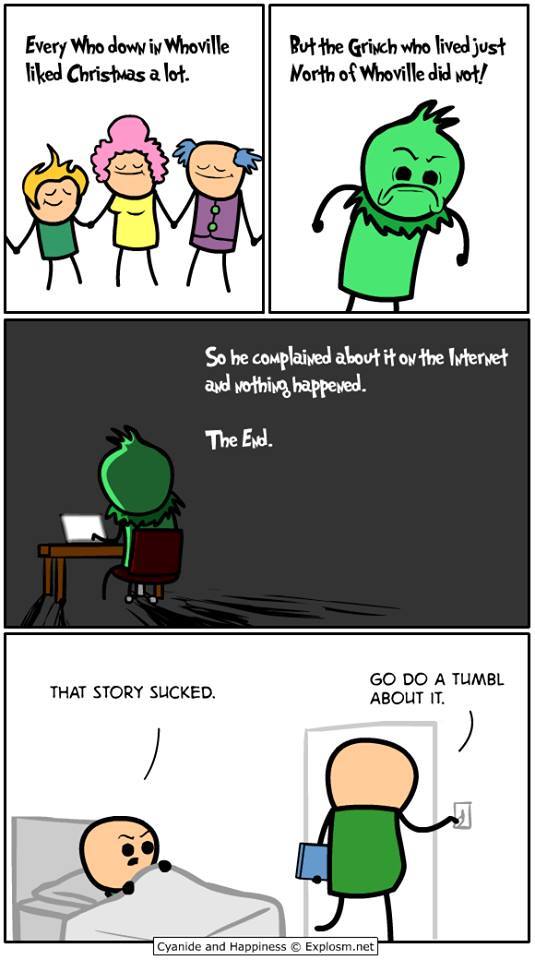 Every Who down in Whoville
liked Christmas a lot.
But the Grinch who lived just
North of Whoville did not!
So he complained about it on the Internet
and nothing happened.
The End.
THAT STORY SUCKED.
GO DO A TUMBL
ABOUT IT.
Cyanide and Happiness © Explosm.net